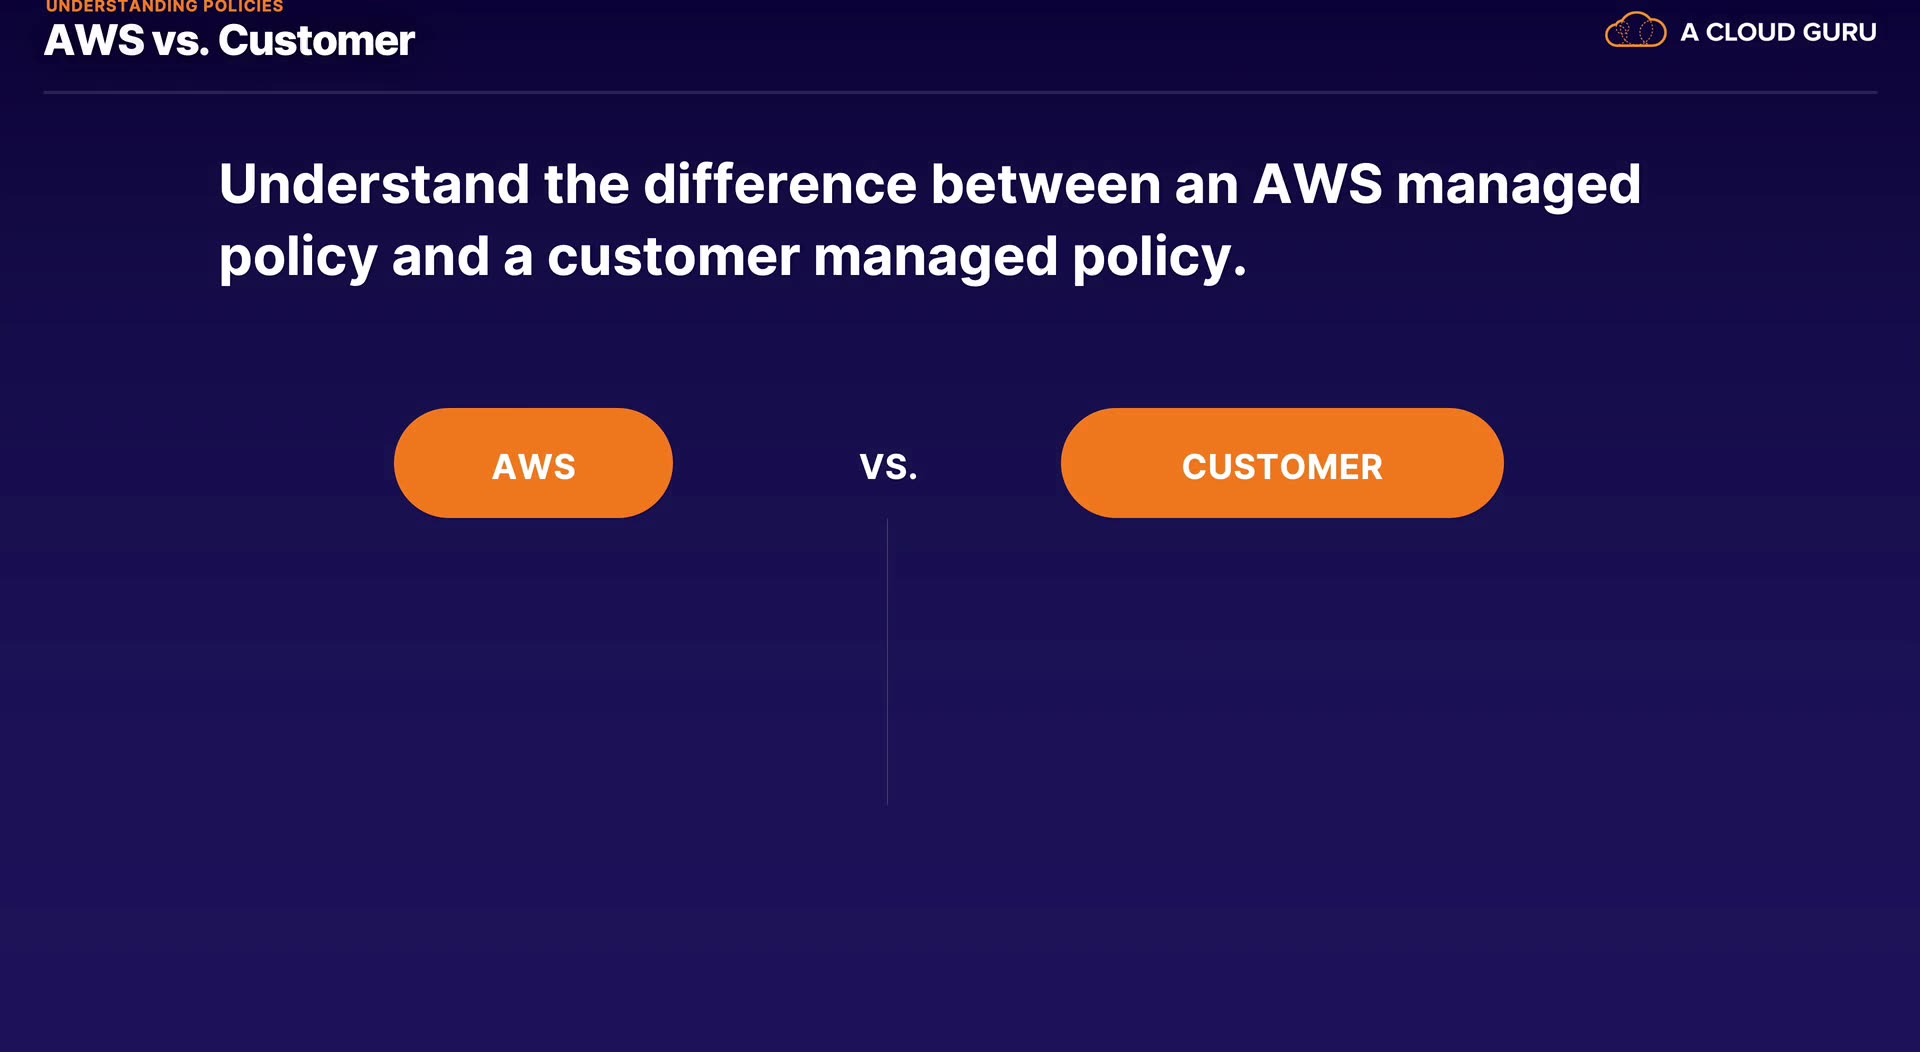 UNDERSTANDING POLICIES
AWS vs. Customer
A CLOUD GURU
Understand the difference between an AWS managed
policy and a customer managed policy.
AWS
VS.
CUSTOMER